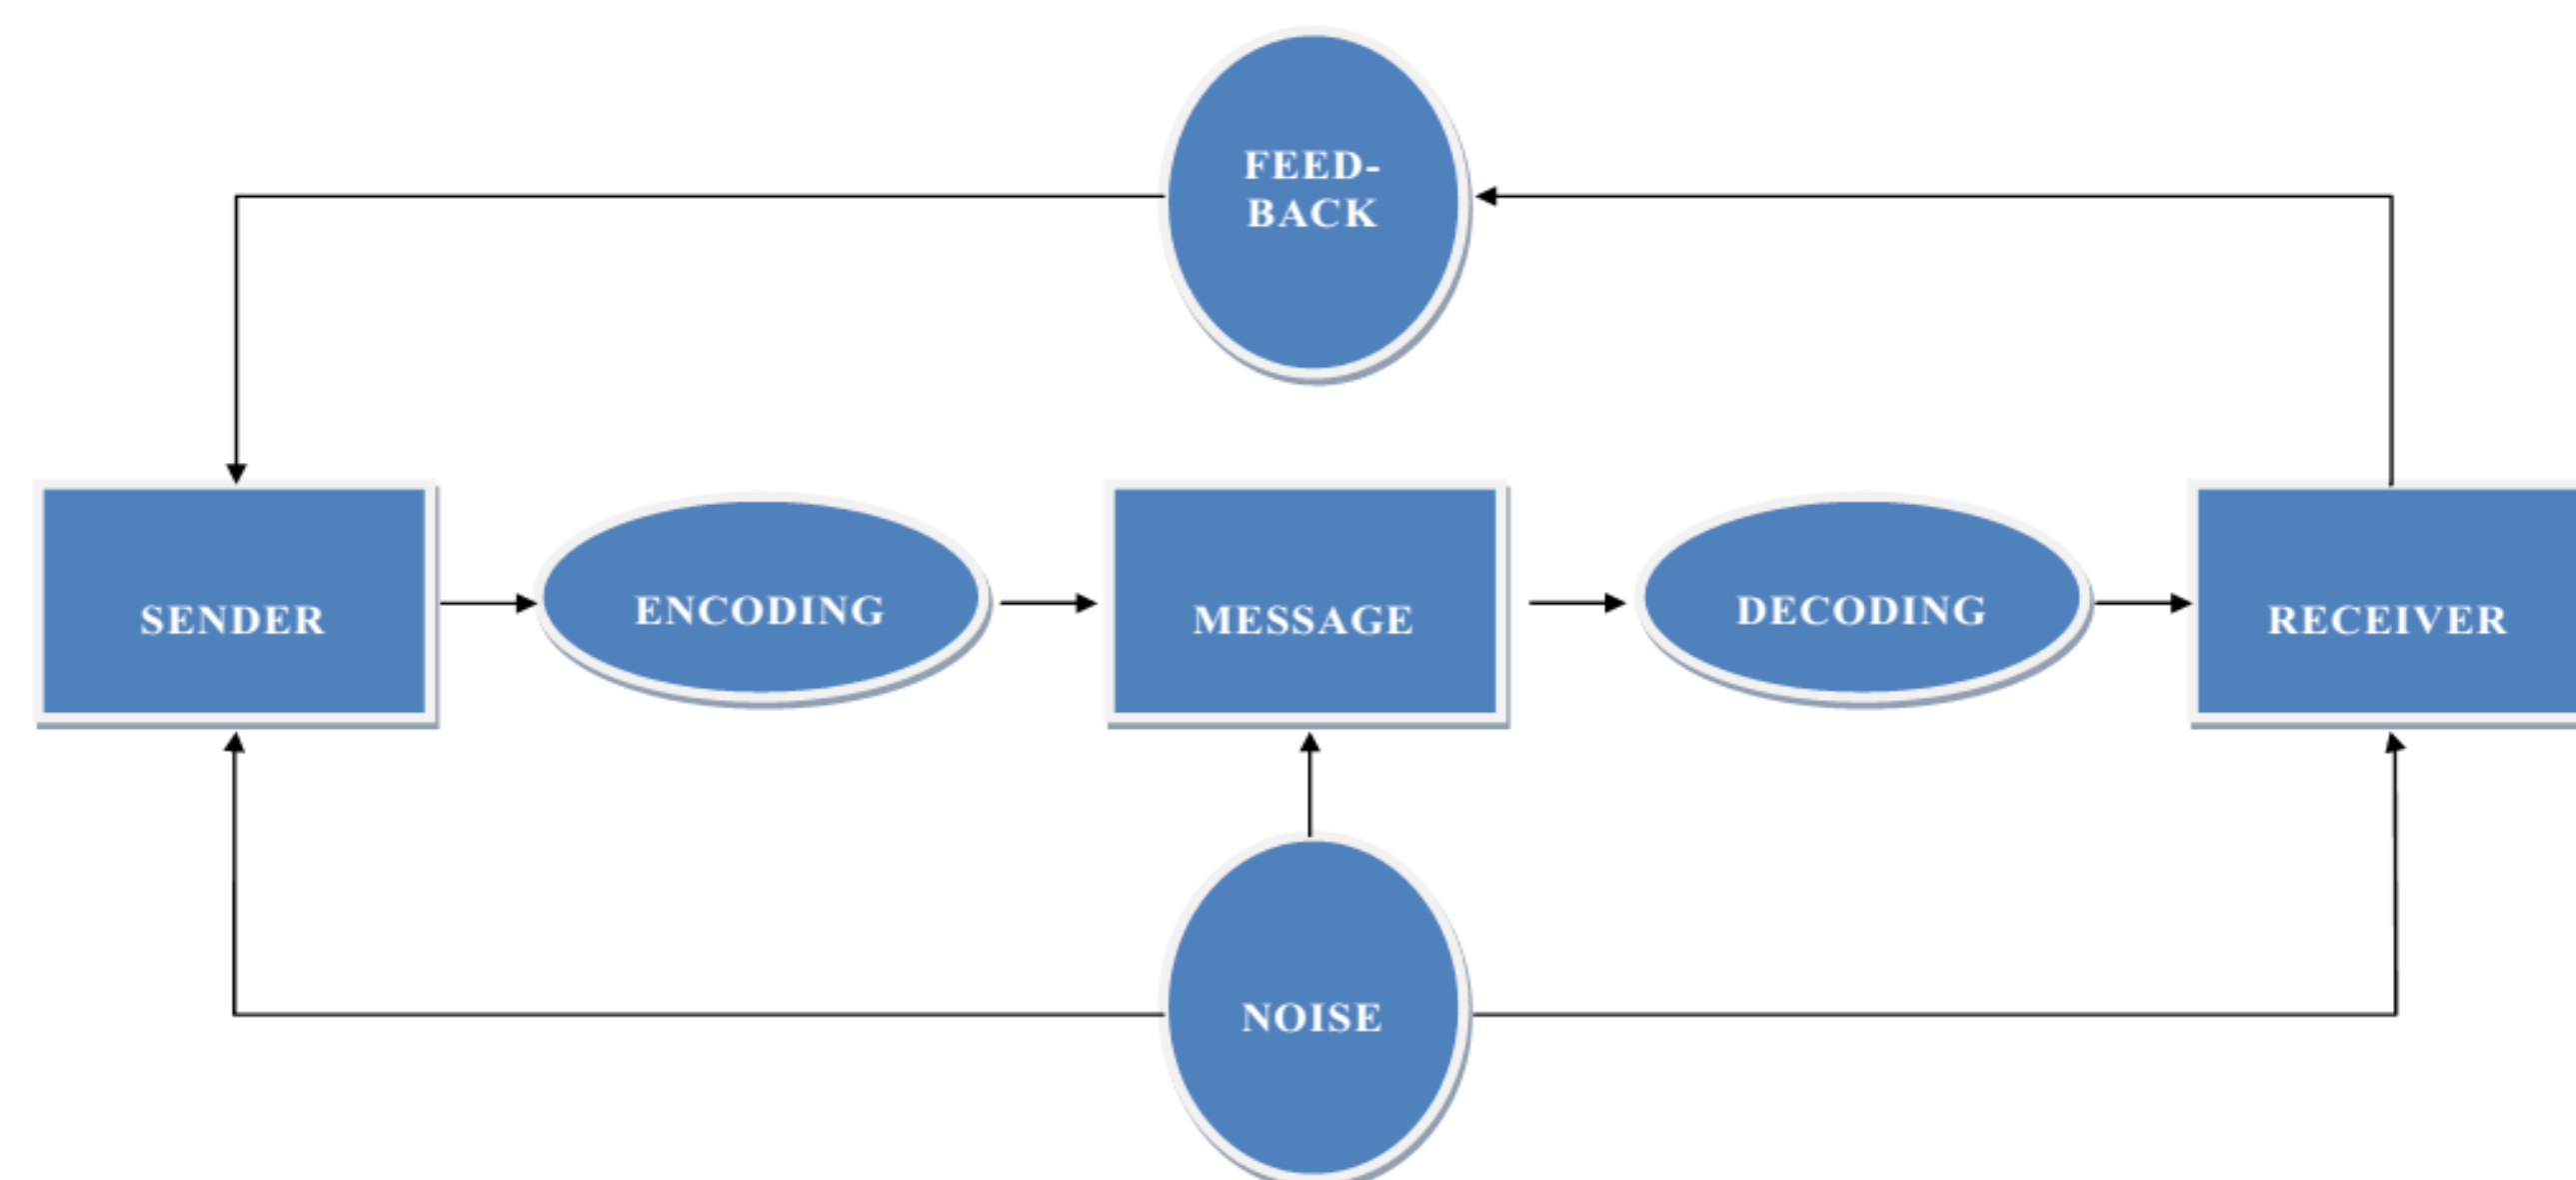 FEED-
BACK
SENDER
ENCODING
MESSAGE
DECODING
RECEIVER
NOISE